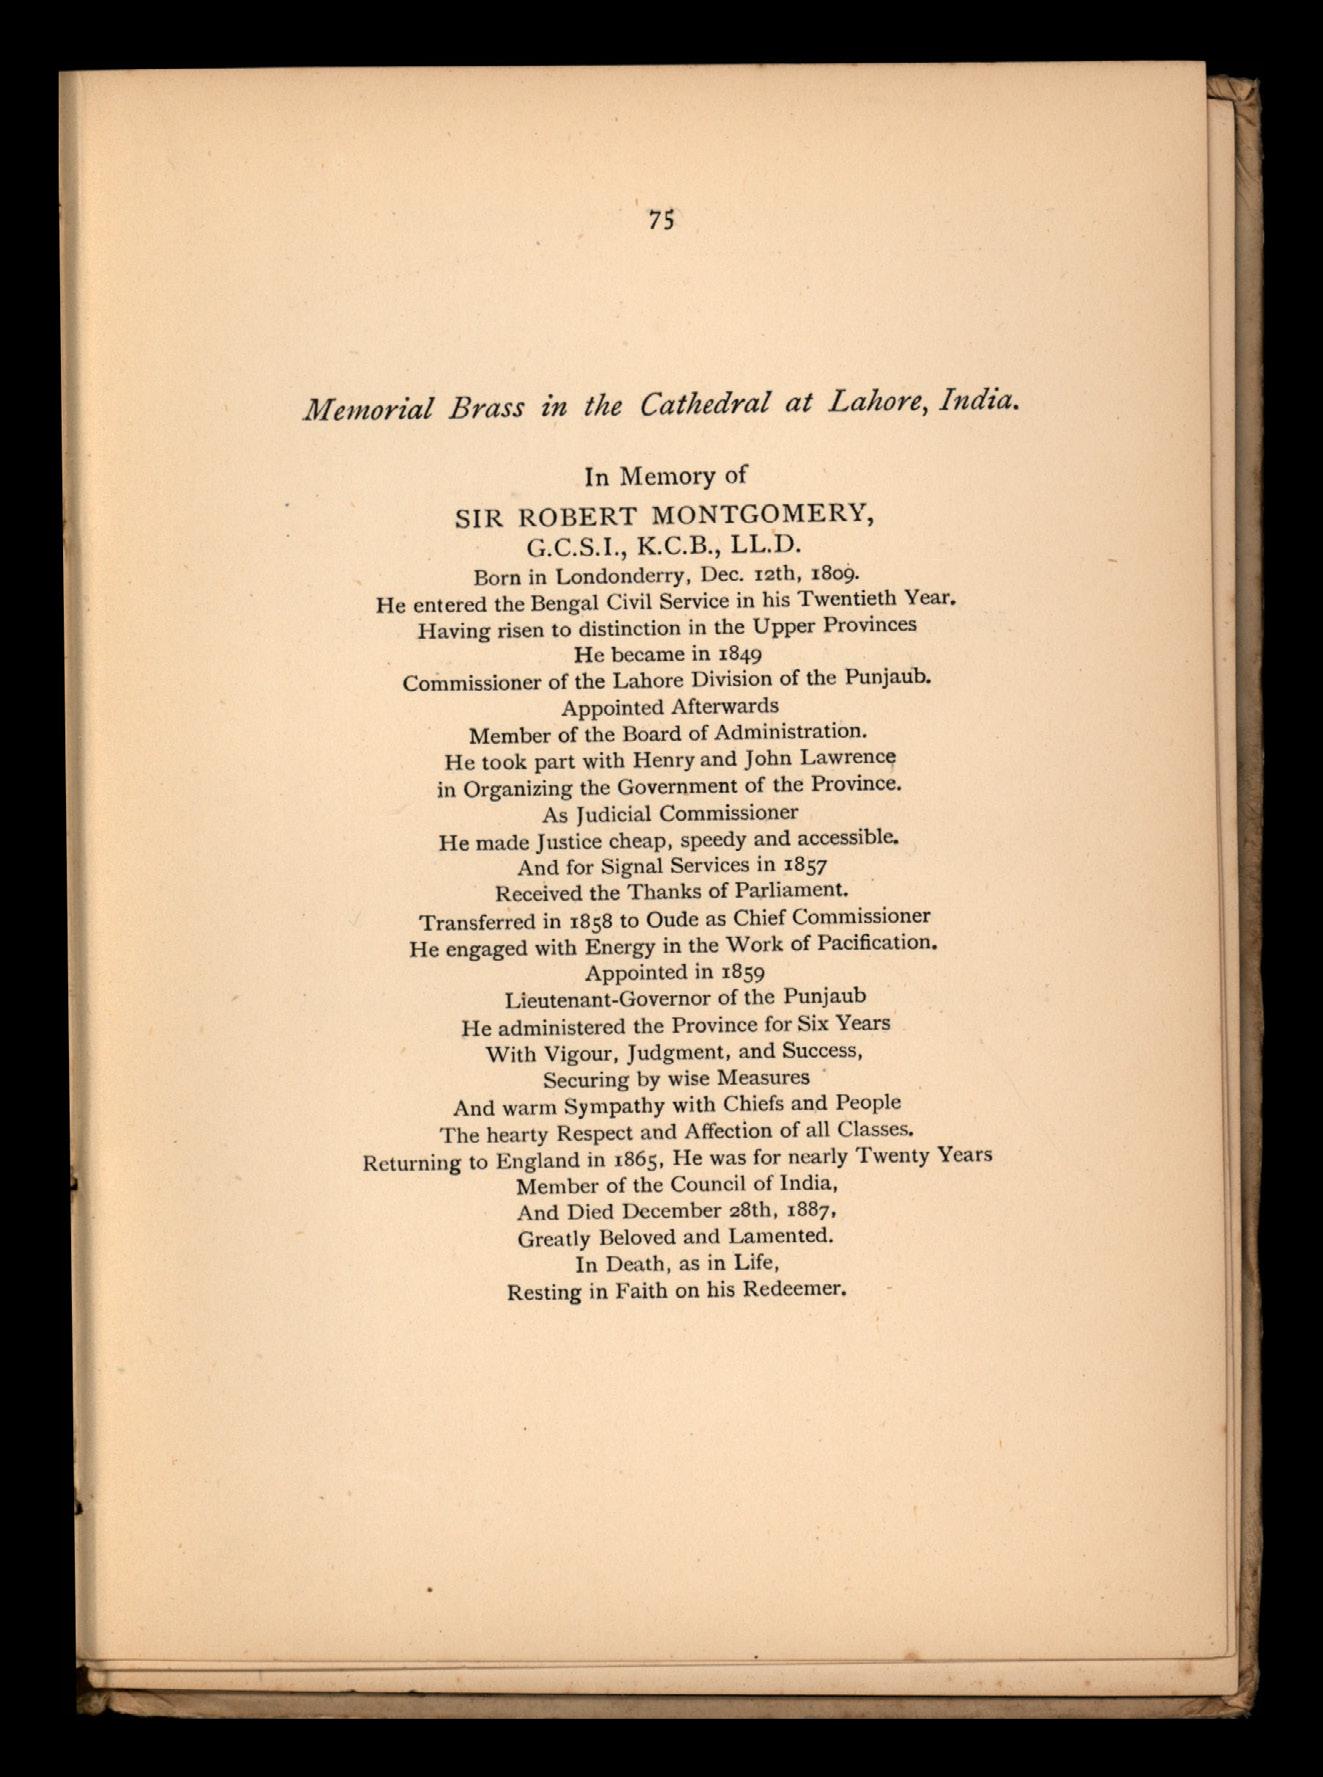 75
Memorial Brass in the Cathedral at Lahore, India.
In Memory of
SIR ROBERT MONTGOMERY,
G.C.S.I., K.C.B., LL.D.
Born in Londonderry, Dec. 12th, 1809.
He entered the Bengal Civil Service in his Twentieth Year.
Having risen to distinction in the Upper Provinces
He became in 1849
Commissioner of the Lahore Division of the Punjaub.
Appointed Afterwards
Member of the Board of Administration.
He took part with Henry and John Lawrence
in Organizing the Government of the Province.
As Judicial Commissioner
He made Justice cheap, speedy and accessible.
And for Signal Services in 1857
Received the Thanks of Parliament.
Transferred in 1858 to Oude as Chief Commissioner
He engaged with Energy in the Work of Pacification.
Appointed in 1859
Lieutenant-Governor of the Punjaub
He administered the Province for Six Years
With Vigour, Judgment, and Success,
Securing by wise Measures
And warm Sympathy with Chiefs and People
The hearty Respect and Affection of all Classes.
Returning to England in 1865, He was for nearly Twenty Years
Member of the Council of India,
And Died December 28th, 1887,
Greatly Beloved and Lamented.
In Death, as in Life,
Resting in Faith on his Redeemer.